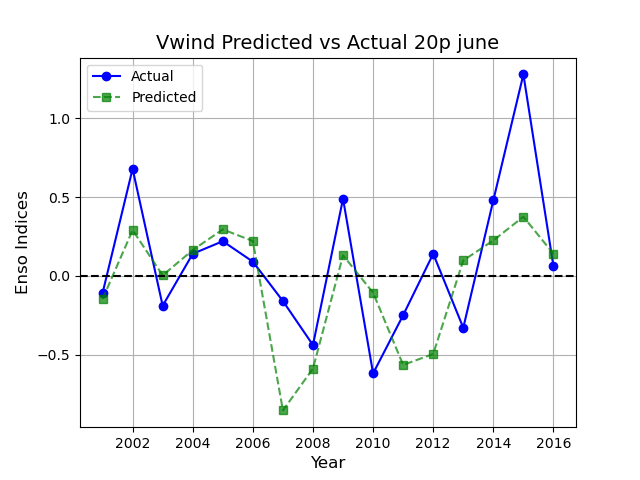 Vwind Predicted vs Actual 20p june
Actual
Predicted
1.0
0.5
0.0
−0.5
Enso Indices
2002 2004 2006 2008 2010 2012 2014 2016
Year